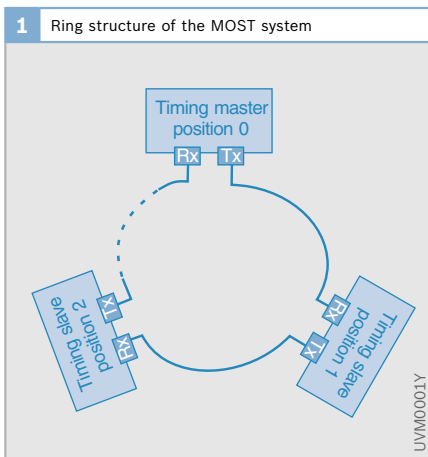 1 Ring structure of the MOST system
Timing master
position 0
Rx Tx
Rx
Tx
Timing slave
position 1
Tx
Rx
Timing slave
position 2
UVM0001Y